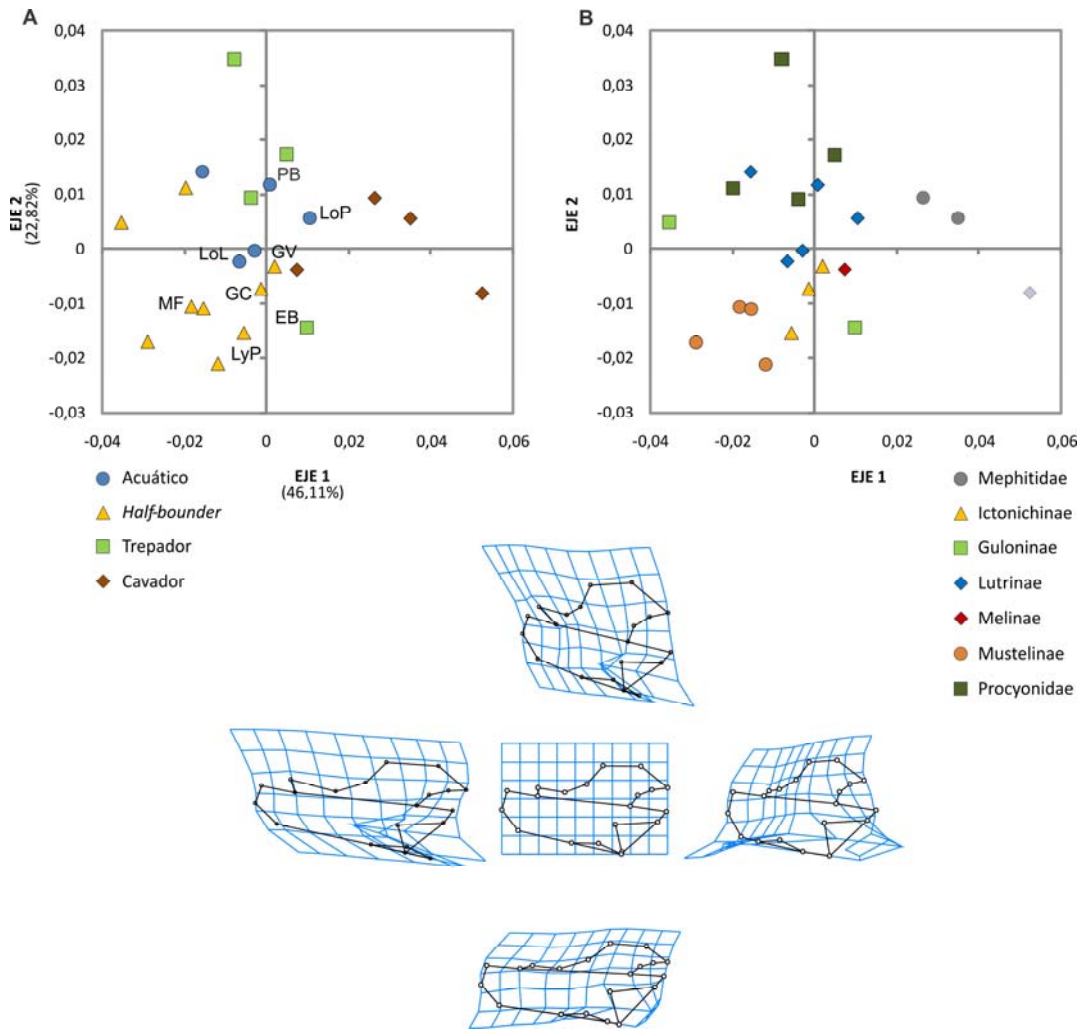 A
B
0,04
0,03
0,02
0,01
0
-0,01
-0,02
-0,03
EJE 2
(22,82%)
PB
LoP
LoL
GV
GC
MF
EB
LyP
-0,04
-0,02
0
0,02
0,04
0,06
EJE 1
(46,11%)
0,04
0,03
0,02
0,01
0
-0,01
-0,02
-0,03
EJE 2
-0,04
-0,02
0
0,02
0,04
0,06
EJE 1
Acuático
Half-bounder
Trepador
Cavador
Mephitidae
Ictonichinae
Guloninae
Lutrinae
Melinae
Mustelinae
Procyonidae